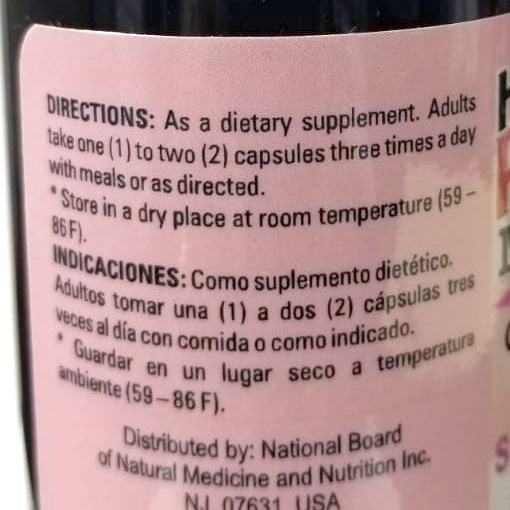 DIRECTIONS: As a dietary supplement. Adults
take one (1) to two (2) capsules three times a day
with meals or as directed.
* Store in a dry place at room temperature (59 –
86 F).
INDICACIONES: Como suplemento dietético.
Adultos tomar una (1) a dos (2) cápsulas tres
veces al día con comida o como indicado.
* Guardar en un lugar seco a temperatura
ambiente (59 – 86 F).
Distributed by: National Board
of Natural Medicine and Nutrition Inc.
NJ 07631 USA